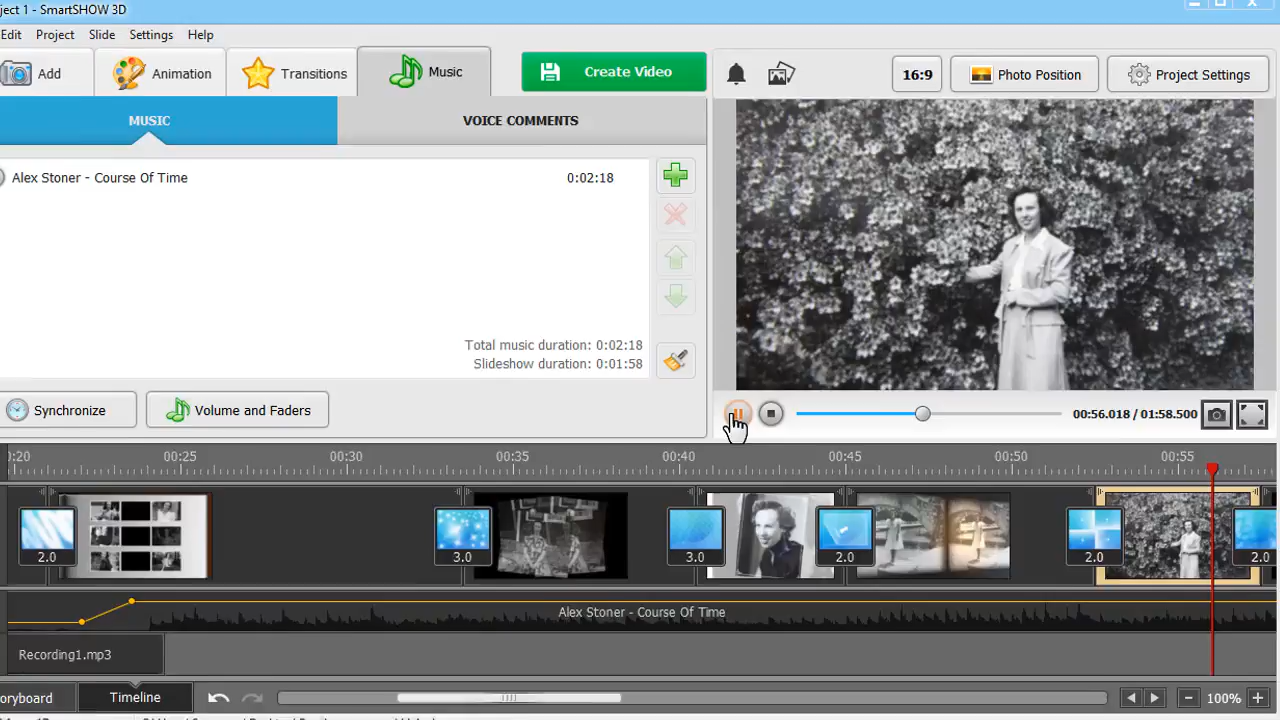 ject 1 - SmartSHOW 3D
Edit Project Slide Settings Help
Add Animation Transitions Music Create Video 16:9 Photo Position Project Settings
MUSIC VOICE COMMENTS
Alex Stoner - Course Of Time 0:02:18
Total music duration: 0:02:18
Slideshow duration: 0:01:58
Synchronize Volume and Faders 00:56.018 / 01:58.500
:20 00:25 00:30 00:35 00:40 00:45 00:50 00:55
2.0 3.0 3.0 2.0 2.0 2.0
Alex Stoner - Course Of Time
Recording1.mp3
oryboard Timeline 100%